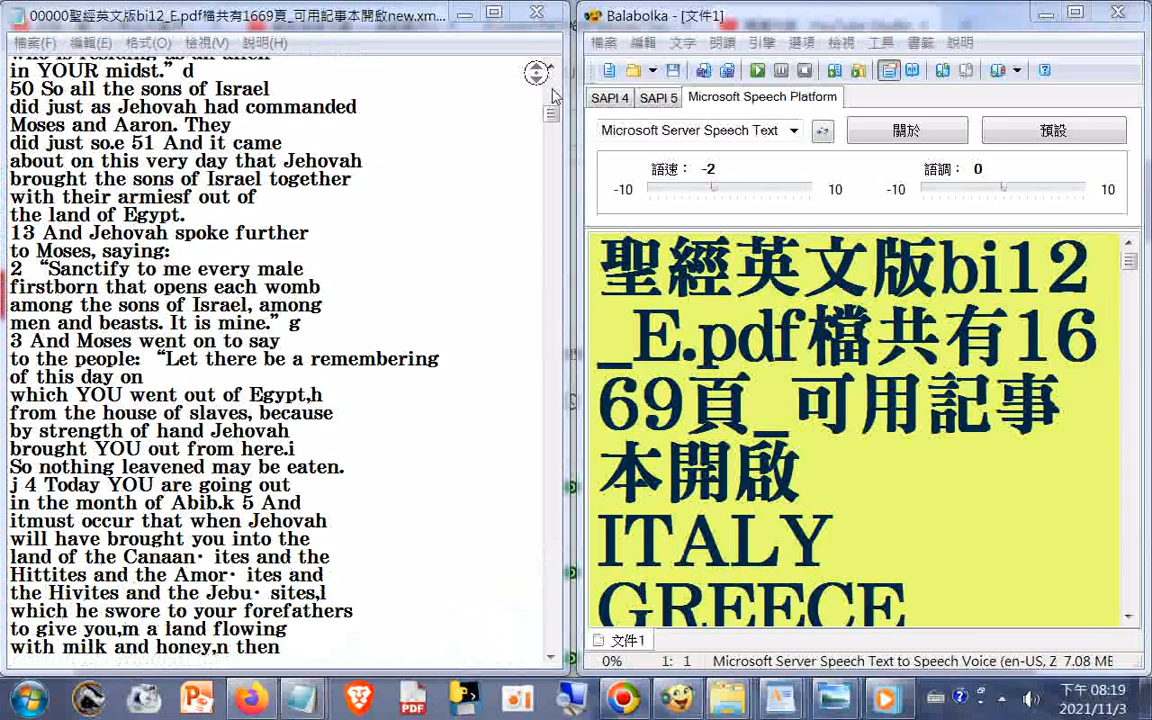 00000聖經英文版bi12_E.pdf檔共有1669頁_可用記事本開啟new.xm...
檔案(F) 編輯(E) 格式(O) 檢視(V) 說明(H)
who is residing as an alien
in YOUR midst.” d
50 So all the sons of Israel
did just as Jehovah had commanded
Moses and Aaron. They
did just so.e 51 And it came
about on this very day that Jehovah
brought the sons of Israel together
with their armiesf out of
the land of Egypt.
13 And Jehovah spoke further
to Moses, saying:
2 “Sanctify to me every male
firstborn that opens each womb
among the sons of Israel, among
men and beasts. It is mine.” g
3 And Moses went on to say
to the people: “Let there be a remembering
of this day on
which YOU went out of Egypt,h
from the house of slaves, because
by strength of hand Jehovah
brought YOU out from here.i
So nothing leavened may be eaten.
j 4 Today YOU are going out
in the month of Abib.k 5 And
itmust occur that when Jehovah
will have brought you into the
land of the Canaan· ites and the
Hittites and the Amor· ites and
the Hivites and the Jebu· sites,l
which he swore to your forefathers
to give you,m a land flowing
with milk and honey,n then
Balabolka - [文件1]
檔案 編輯 文字 朗讀 引擎 選項 檢視 工具 書籤 說明
SAPI 4 SAPI 5 Microsoft Speech Platform
Microsoft Server Speech Text
關於
預設
語速: -2
語調: 0
-10 10 -10 10
聖經英文版bi12
_E.pdf檔共有16
69頁_可用記事
本開啟
ITALY
GREECE
文件1
0% 1: 1 Microsoft Server Speech Text to Speech Voice (en-US, Z 7.08 ME
下午 08:19
2021/11/3